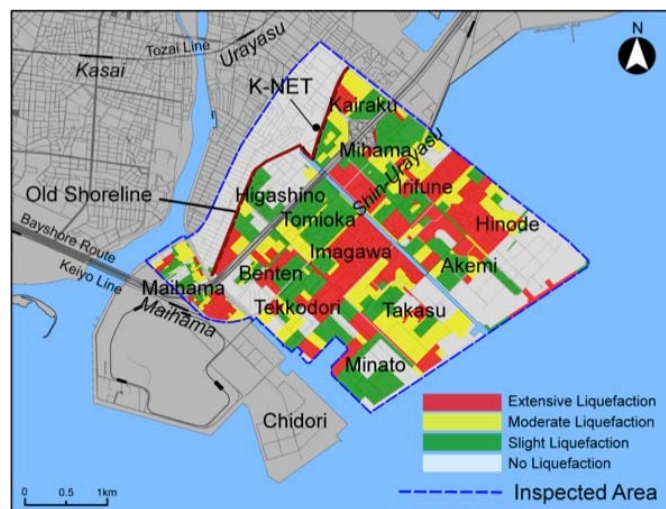 Tozai Line
Urayasu
N
Kasai
K-NET
Kairaku
Mihama
Shin-Urayasu
Old Shoreline
Higashino
Irifune
Tomioka
Hinode
Bayshore Route
Imagawa
Keiyo Line
Benten
Akemi
Maihama
Maihama
Tekkodori
Takasu
Minato
Chidori
Extensive Liquefaction
Moderate Liquefaction
Slight Liquefaction
No Liquefaction
Inspected Area
0 0.5 1km